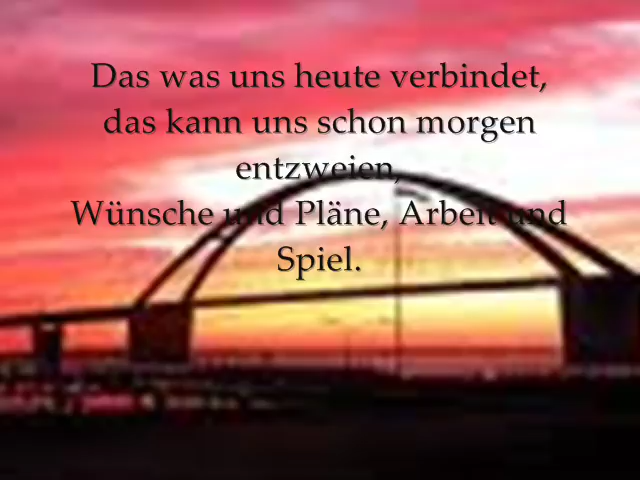 Das was uns heute verbindet,
das kann uns schon morgen
entzweien,
Wünsche und Pläne, Arbeit und
Spiel.